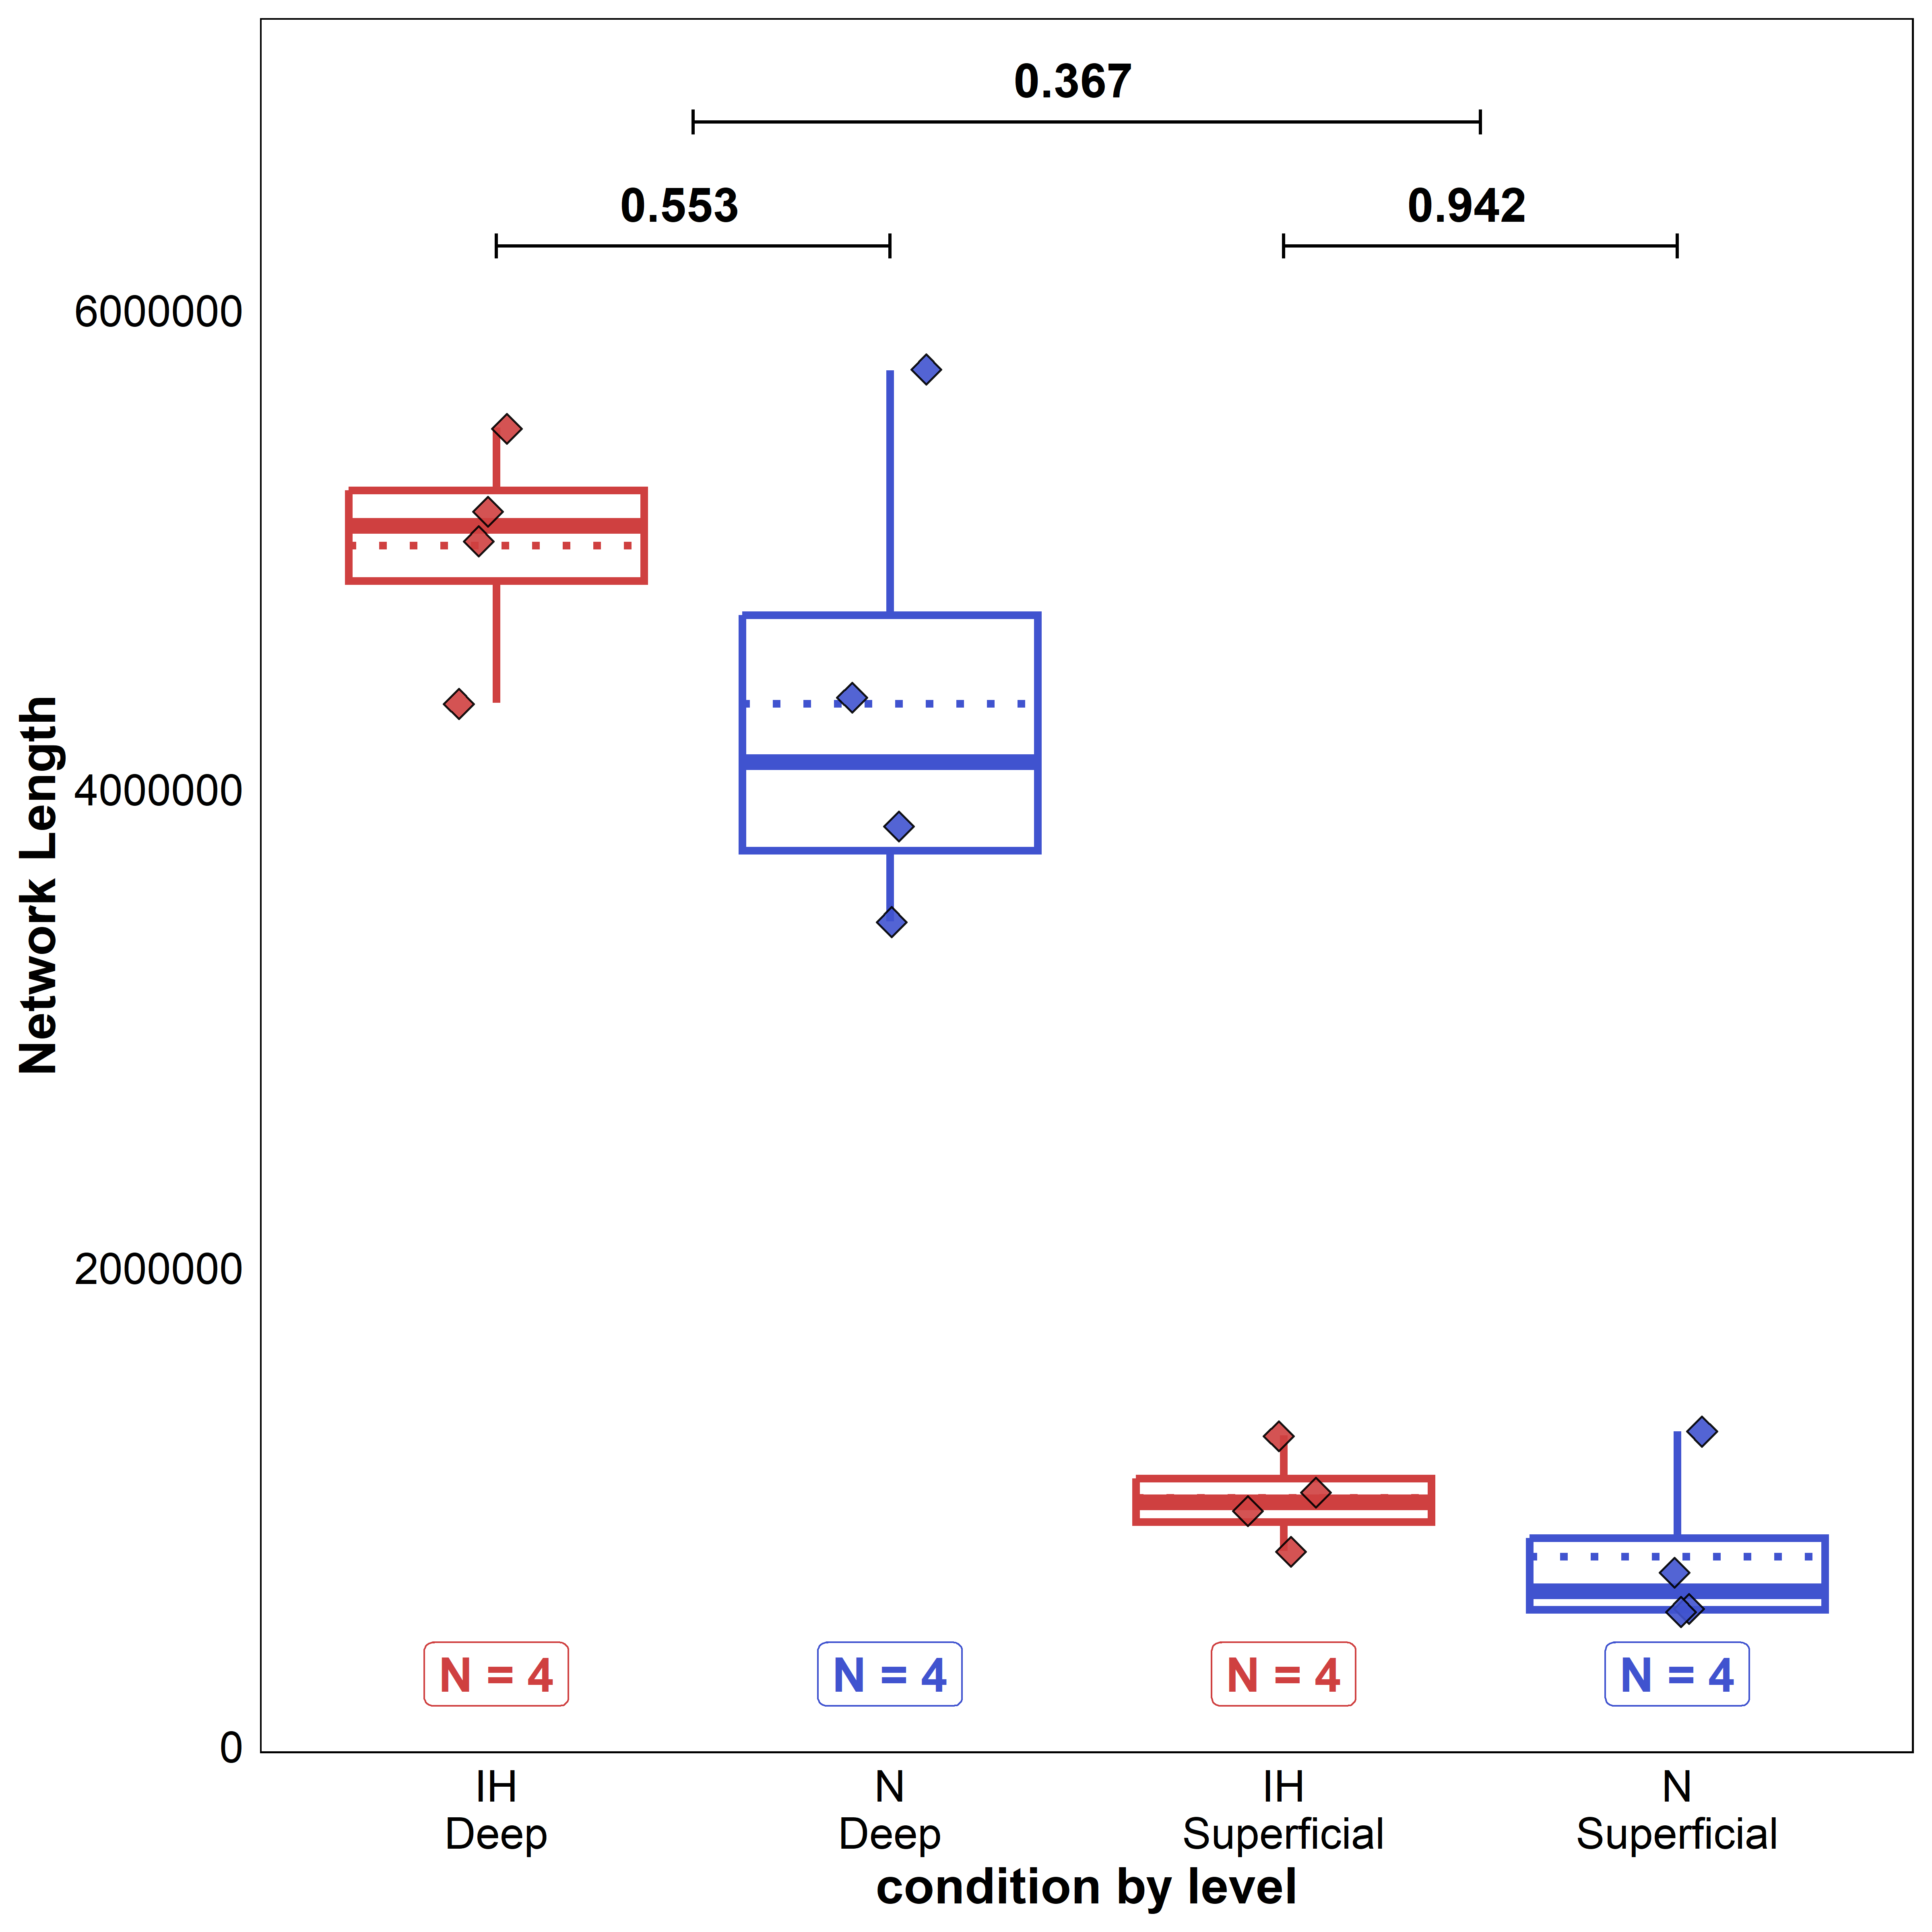 0.367
0.553
0.942
6000000
4000000
2000000
0
Network Length
N = 4
N = 4
N = 4
N = 4
IH
Deep
N
Deep
IH
Superficial
N
Superficial
condition by level